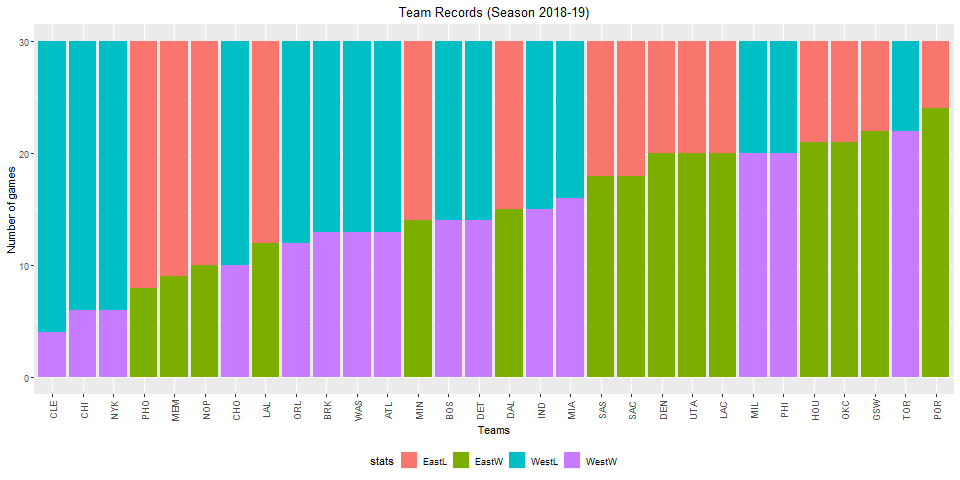 Team Records (Season 2018-19)
Number of games
30
20
10
0
CLE CHI NYK PHO MEM NOP CHO LAL ORL BRK WAS ATL MIN BOS DET DAL IND MIA SAS SAC DEN UTA LAC MIL PHI HOU OKC GSW TOR POR
Teams
stats EastL EastW WestL WestW